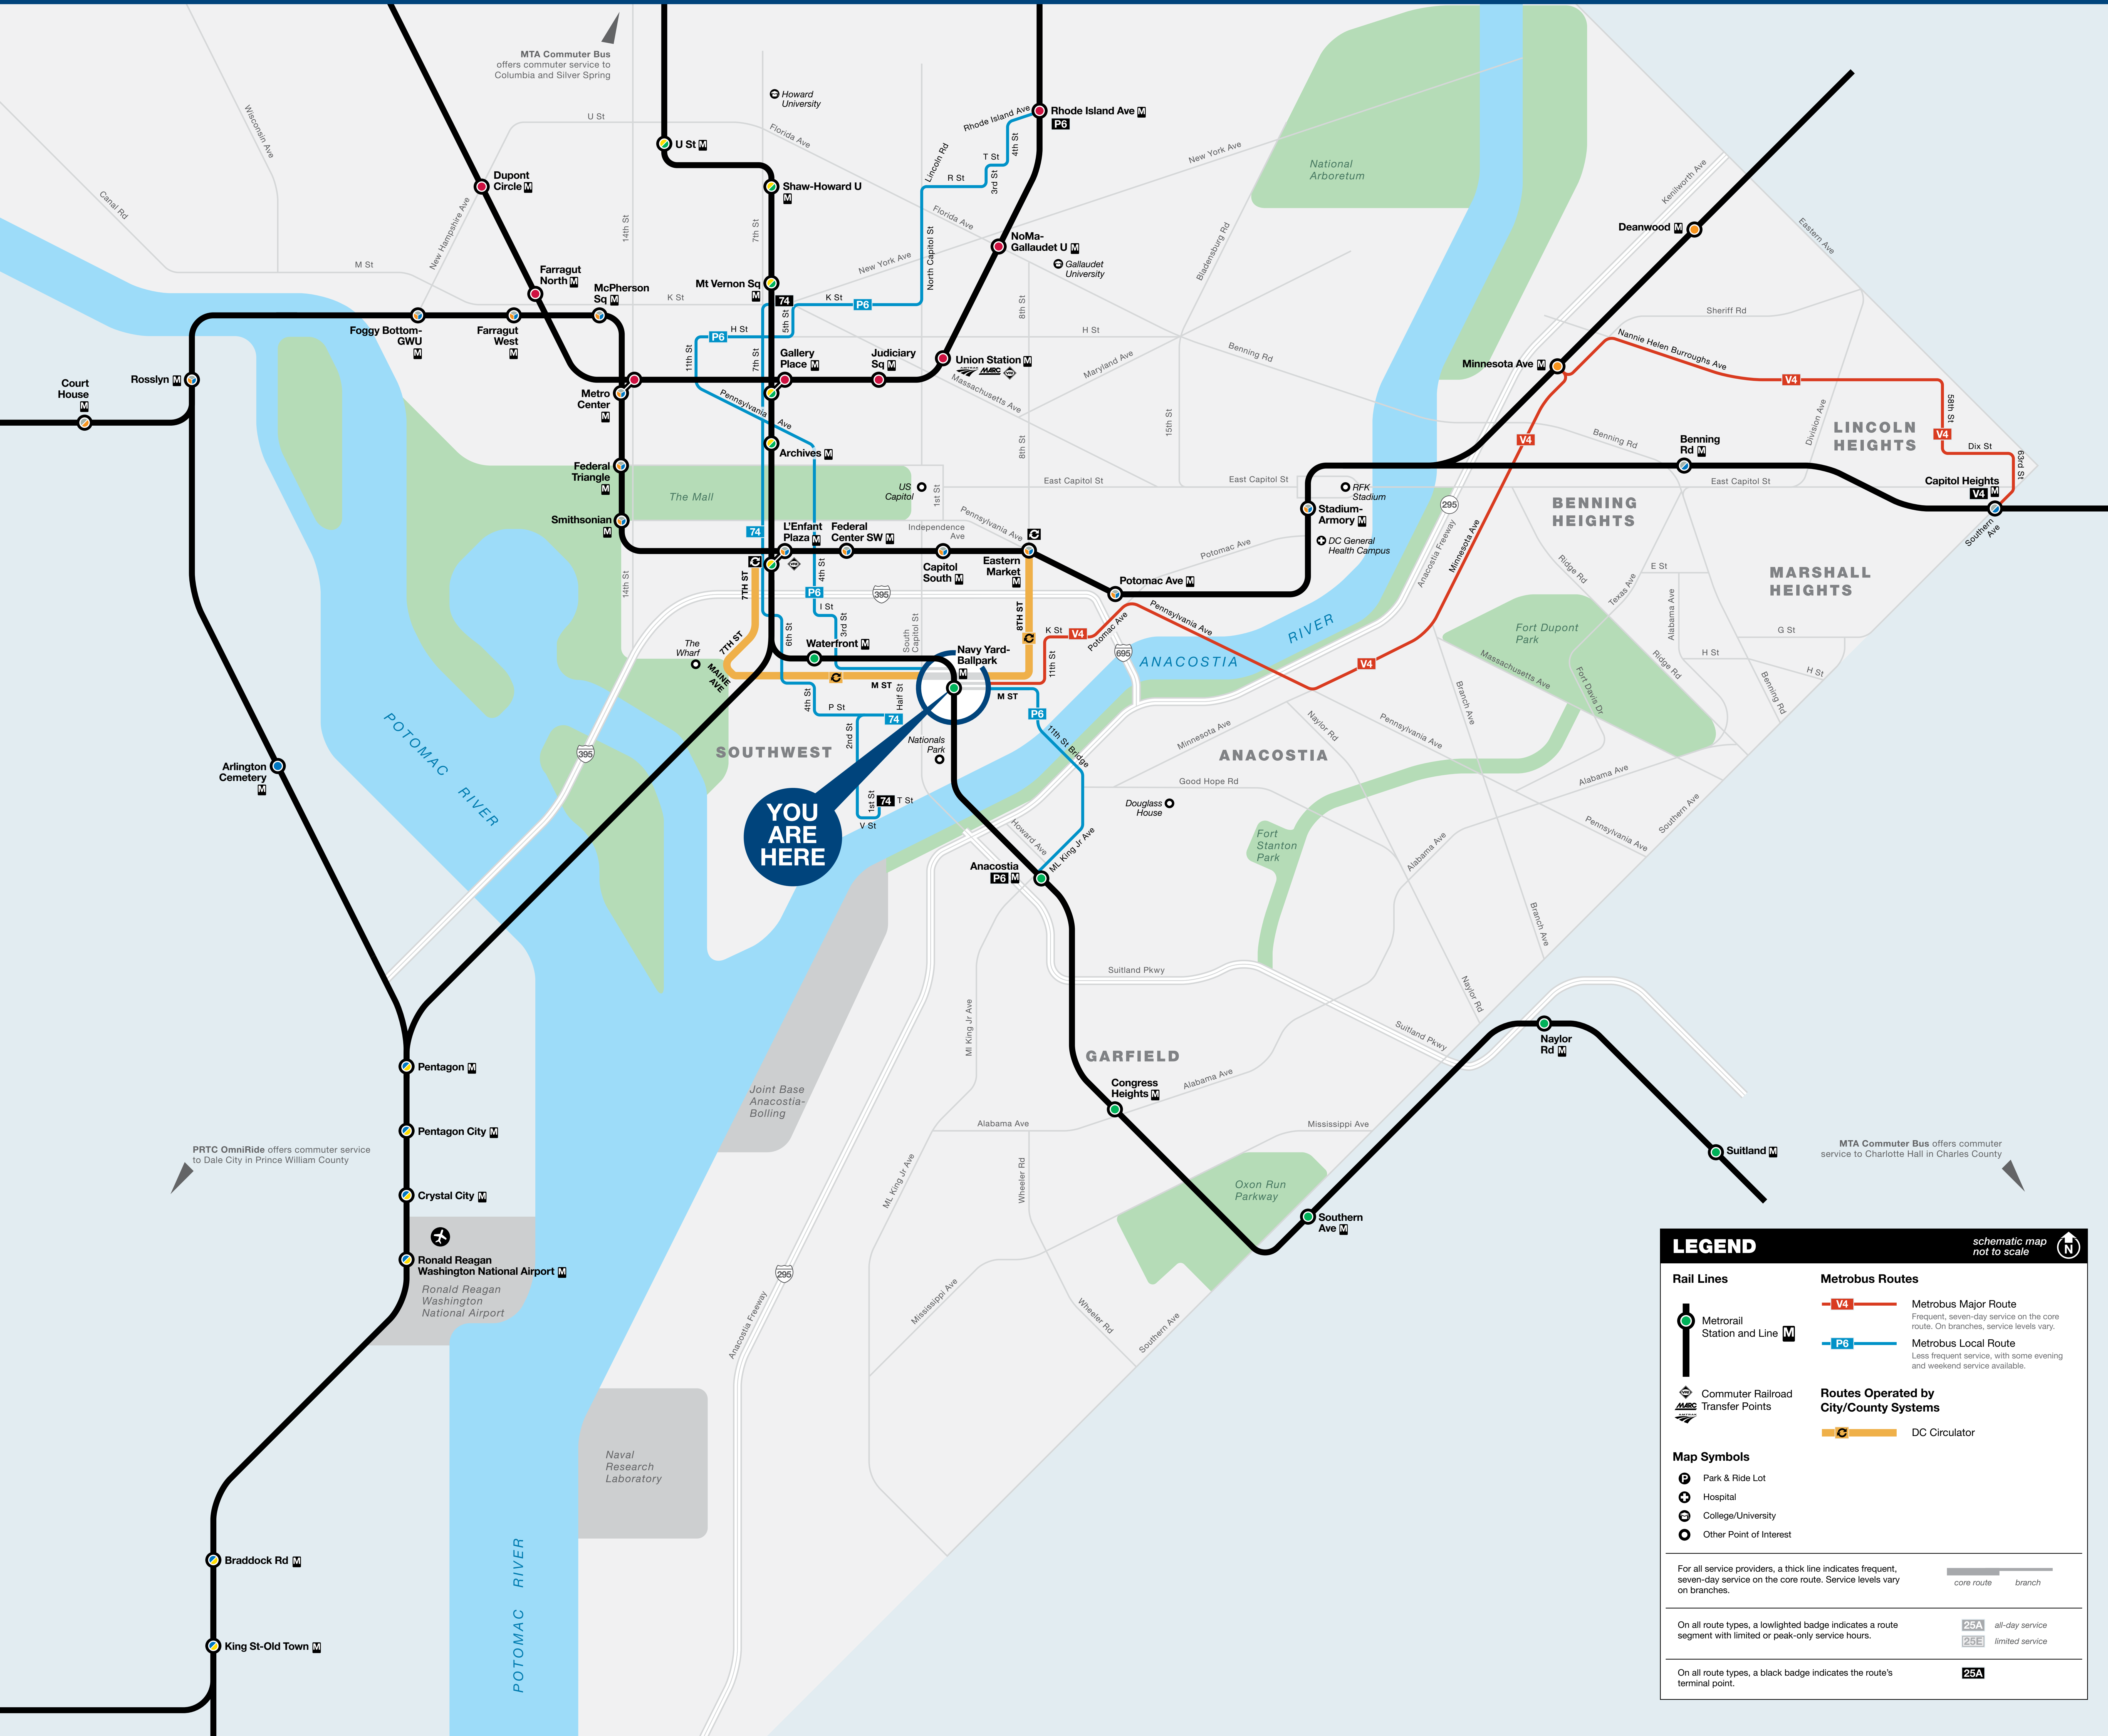 MTA Commuter Bus
offers commuter service to
Columbia and Silver Spring
Howard
University
Rhode Island Ave M
P6
Rhode Island Ave
4th St
T St
3rd St
R St
Lincoln Rd
U St
Florida Ave
U St M
Wisconsin Ave
Canal Rd
Dupont
Circle M
New Hampshire Ave
14th St
Shaw-Howard U
M
7th St
Florida Ave
New York Ave
National
Arboretum
Kenilworth Ave
Deanwood M
Eastern Ave
NoMa-
Gallaudet U M
Gallaudet
University
Bladensburg Rd
North Capitol St
New York Ave
M St
Farragut
North M
McPherson
Sq M
K St
Mt Vernon Sq
M
74
K St
P6
8th St
Sheriff Rd
Foggy Bottom-
GWU
M
Farragut
West
M
P6
H St
5th St
H St
Benning Rd
Nannie Helen Burroughs Ave
11th St
7th St
Gallery
Place M
Judiciary
Sq M
Union Station M
AMTRAK
MARC
VRE
Maryland Ave
Massachusetts Ave
Minnesota Ave M
V4
Court
House
M
Rosslyn M
Metro
Center
M
Pennsylvania
Ave
15th St
8th St
V4
Benning Rd
Division Ave
58th St
V4
LINCOLN
HEIGHTS
Dix St
63rd St
Archives M
Benning
Rd M
Federal
Triangle
M
The Mall
US
Capitol
1st St
East Capitol St
East Capitol St
RFK
Stadium
East Capitol St
Capitol Heights
V4 M
Southern
Ave
295
BENNING
HEIGHTS
Smithsonian
M
74
L'Enfant
Plaza M
VRE
Federal
Center SW M
Independence
Ave
Pennsylvania Ave
Stadium-
Armory M
DC General
Health Campus
Potomac Ave
Anacostia Freeway
Minnesota Ave
Capitol
South M
Eastern
Market
M
Potomac Ave M
Ridge Rd
Texas Ave
E St
MARSHALL
HEIGHTS
14th St
7TH ST
4th St
P6
I St
395
Alabama Ave
G St
H St
H St
Fort Dupont
Park
Massachusetts Ave
Fort Davis Dr
Ridge Rd
Benning Rd
The
Wharf
7TH ST
MAINE
AVE
6th St
3rd St
Waterfront M
South
Capitol St
8TH ST
K St
V4
11th St
Potomac Ave
Pennsylvania Ave
695
ANACOSTIA
RIVER
V4
Navy Yard-
Ballpark
M
M ST
M ST
4th St
P St
Half St
74
2nd St
P6
11th St Bridge
Nationals
Park
SOUTHWEST
395
POTOMAC
RIVER
Arlington
Cemetery
M
YOU
ARE
HERE
1st St
74
T St
V St
Minnesota Ave
Naylor Rd
Branch Ave
Pennsylvania Ave
ANACOSTIA
Good Hope Rd
Douglass
House
Alabama Ave
Southern Ave
Pennsylvania Ave
Fort
Stanton
Park
Alabama Ave
Howard Ave
ML King Jr Ave
Anacostia
P6 M
Branch Ave
Suitland Pkwy
Naylor Rd
Suitland Pkwy
Naylor
Rd M
Ml King Jr Ave
GARFIELD
Congress
Heights M
Alabama Ave
Alabama Ave
Mississippi Ave
Joint Base
Anacostia-
Bolling
Pentagon M
Pentagon City M
PRTC OmniRide offers commuter service
to Dale City in Prince William County
Crystal City M
Ronald Reagan
Washington National Airport M
Ronald Reagan
Washington
National Airport
ML King Jr Ave
Wheeler Rd
Oxon Run
Parkway
Southern
Ave M
Suitland M
MTA Commuter Bus offers commuter
service to Charlotte Hall in Charles County
295
Anacostia Freeway
Mississippi Ave
Wheeler Rd
Southern Ave
Naval
Research
Laboratory
POTOMAC
RIVER
Braddock Rd M
King St-Old Town M
LEGEND
schematic map
not to scale
N
Rail Lines
Metrorail
Station and Line M
VRE
MARC
AMTRAK
Commuter Railroad
Transfer Points
Map Symbols
P
Park & Ride Lot
Hospital
College/University
Other Point of Interest
Metrobus Routes
V4
Metrobus Major Route
Frequent, seven-day service on the core
route. On branches, service levels vary.
P6
Metrobus Local Route
Less frequent service, with some evening
and weekend service available.
Routes Operated by
City/County Systems
DC Circulator
For all service providers, a thick line indicates frequent,
seven-day service on the core route. Service levels vary
on branches.
core route
branch
On all route types, a lowlighted badge indicates a route
segment with limited or peak-only service hours.
25A
all-day service
25E
limited service
On all route types, a black badge indicates the route's
terminal point.
25A